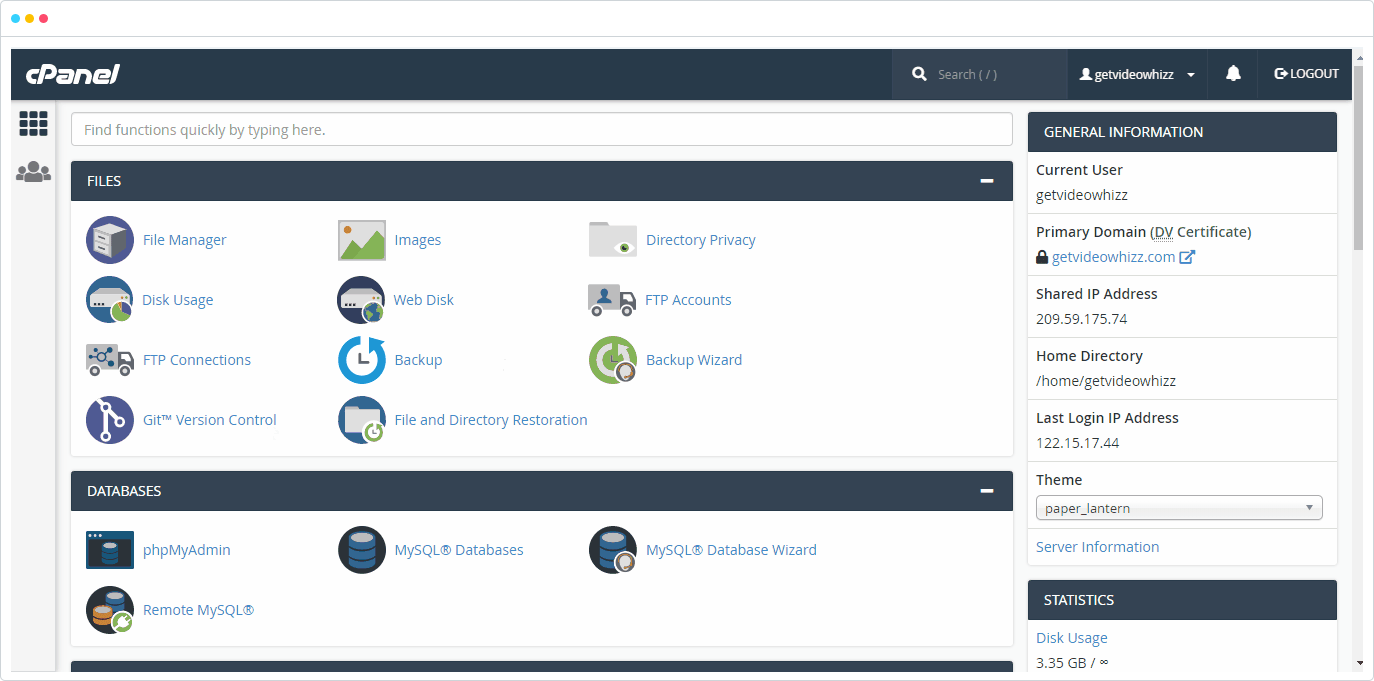 cPanel
Search ( / )
getvideowhizz
LOGOUT
Find functions quickly by typing here.
FILES
File Manager
Images
Directory Privacy
Disk Usage
Web Disk
FTP Accounts
FTP Connections
Backup
Backup Wizard
Git™ Version Control
File and Directory Restoration
DATABASES
phpMyAdmin
MySQL® Databases
MySQL® Database Wizard
Remote MySQL®
GENERAL INFORMATION
Current User
getvideowhizz
Primary Domain (DV Certificate)
getvideowhizz.com
Shared IP Address
209.59.175.74
Home Directory
/home/getvideowhizz
Last Login IP Address
122.15.17.44
Theme
paper_lantern
Server Information
STATISTICS
Disk Usage
3.35 GB / ∞